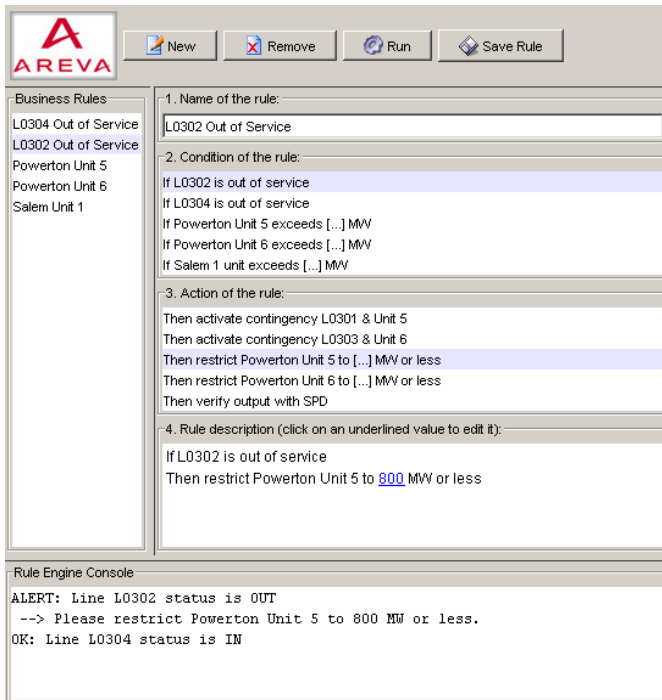 AREVA
New
Remove
Run
Save Rule
Business Rules
L0304 Out of Service
L0302 Out of Service
Powerton Unit 5
Powerton Unit 6
Salem Unit 1
1. Name of the rule:
L0302 Out of Service
2. Condition of the rule:
If L0302 is out of service
If L0304 is out of service
If Powerton Unit 5 exceeds [...] MW
If Powerton Unit 6 exceeds [...] MW
If Salem 1 unit exceeds [...] MW
3. Action of the rule:
Then activate contingency L0301 & Unit 5
Then activate contingency L0303 & Unit 6
Then restrict Powerton Unit 5 to [...] MW or less
Then restrict Powerton Unit 6 to [...] MW or less
Then verify output with SPD
4. Rule description (click on an underlined value to edit it):
If L0302 is out of service
Then restrict Powerton Unit 5 to 800 MW or less
Rule Engine Console
ALERT: Line L0302 status is OUT
--> Please restrict Powerton Unit 5 to 800 MW or less.
OK: Line L0304 status is IN